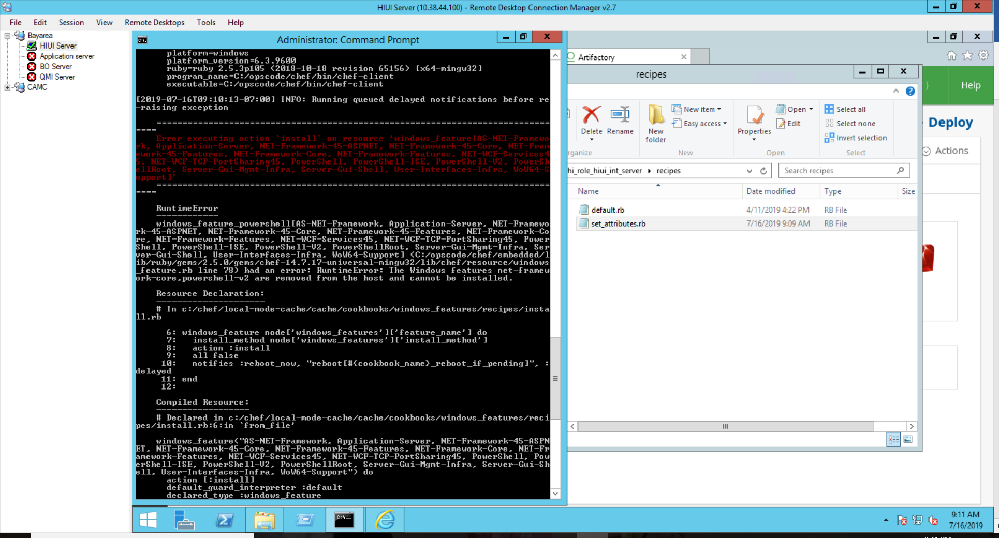 HIUI Server (10.38.44.100) - Remote Desktop Connection Manager v2.7
File Edit Session View Remote Desktops Tools Help
Bayarea
HIUI Server
Application server
BO Server
QMI Server
CAMC
Administrator: Command Prompt
platform=windows
platform_version=6.3.9600
ruby=ruby 2.5.3p105 (2018-10-18 revision 65156) [x64-mingw32]
program_name=C:/opscode/chef/bin/chef-client
executable=C:/opscode/chef/bin/chef-client
[2019-07-16T09:10:13-07:00] INFO: Running queued delayed notifications before re
-raising exception
================================================================================
====
Error executing action `install` on resource 'windows_feature[AS-NET-Framewo
rk, Application-Server, NET-Framework-45-ASPNET, NET-Framework-45-Core, NET-Fram
ework-45-Features, NET-Framework-Core, NET-Framework-Features, NET-WCF-Services4
5, NET-WCF-TCP-PortSharing45, PowerShell, PowerShell-ISE, PowerShell-V2, PowerSh
ellRoot, Server-Gui-Mgmt-Infra, Server-Gui-Shell, User-Interfaces-Infra, WoW64-S
upport]'
================================================================================
====
RuntimeError
------------
windows_feature_powershell[AS-NET-Framework, Application-Server, NET-Framewo
rk-45-ASPNET, NET-Framework-45-Core, NET-Framework-45-Features, NET-Framework-Co
re, NET-Framework-Features, NET-WCF-Services45, NET-WCF-TCP-PortSharing45, Power
Shell, PowerShell-ISE, PowerShell-V2, PowerShellRoot, Server-Gui-Mgmt-Infra, Ser
ver-Gui-Shell, User-Interfaces-Infra, WoW64-Support] (C:/opscode/chef/embedded/l
ib/ruby/gems/2.5.0/gems/chef-14.7.17-universal-mingw32/lib/chef/resource/windows
_feature.rb line 78) had an error: RuntimeError: The Windows features net-framew
ork-core,powershell-v2 are removed from the host and cannot be installed.
Resource Declaration:
---------------------
# In c:/chef/local-mode-cache/cache/cookbooks/windows_features/recipes/insta
ll.rb
6: windows_feature node['windows_features']['feature_name'] do
7:   install_method node['windows_features']['install_method']
8:   action :install
9:   all false
10:   notifies :reboot_now, "reboot[#{cookbook_name}_reboot_if_pending]", :
delayed
11: end
12:
Compiled Resource:
------------------
# Declared in c:/chef/local-mode-cache/cache/cookbooks/windows_features/reci
pes/install.rb:6:in `from_file'
windows_feature("AS-NET-Framework, Application-Server, NET-Framework-45-ASPN
ET, NET-Framework-45-Core, NET-Framework-45-Features, NET-Framework-Core, NET-Fr
amework-Features, NET-WCF-Services45, NET-WCF-TCP-PortSharing45, PowerShell, Pow
erShell-ISE, PowerShell-V2, PowerShellRoot, Server-Gui-Mgmt-Infra, Server-Gui-Sh
ell, User-Interfaces-Infra, WoW64-Support") do
action [:install]
default_guard_interpreter :default
declared_type :windows_feature
Artifactory
Help
Deploy
Actions
recipes
Delete Rename
New folder
New item
Easy access
Properties
Open
Edit
Select all
Select none
Invert selection
rganize New Open Select
hi_role_hiui_int_server recipes
Search recipes
Name Date modified Type Size
default.rb 4/11/2019 4:22 PM RB File
set_attributes.rb 7/16/2019 9:09 AM RB File
9:11 AM
7/16/2019